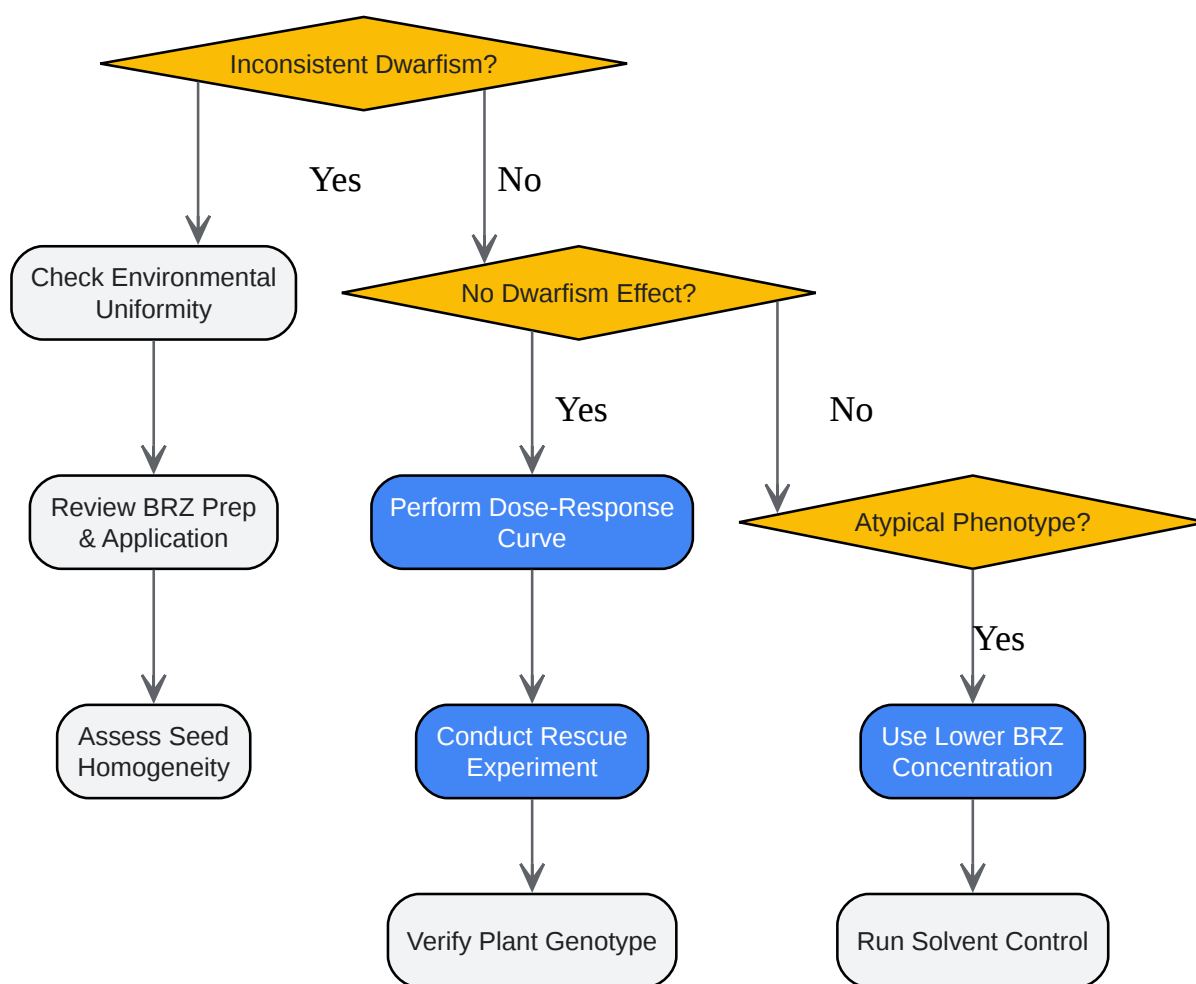 Inconsistent Dwarfism?
Yes
No
Check Environmental
Uniformity
No Dwarfism Effect?
Yes
No
Review BRZ Prep
& Application
Perform Dose-Response
Curve
Atypical Phenotype?
Yes
Assess Seed
Homogeneity
Conduct Rescue
Experiment
Use Lower BRZ
Concentration
Verify Plant Genotype
Run Solvent Control